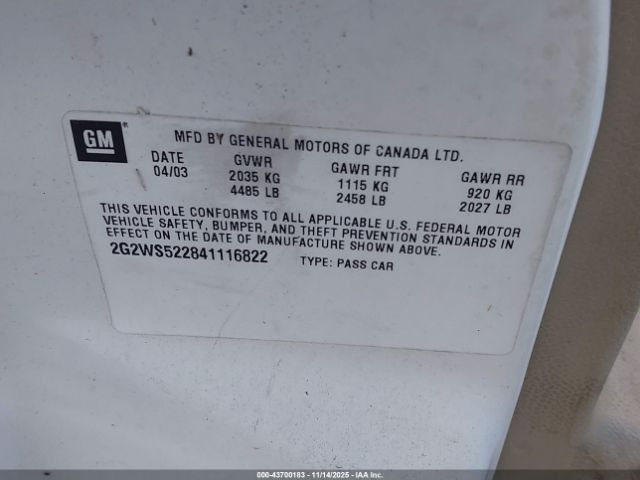 GM ®
MFD BY GENERAL MOTORS OF CANADA LTD.
DATE GVWR GAWR FRT GAWR RR
04/03 2035 KG 1115 KG 920 KG
4485 LB 2458 LB 2027 LB
THIS VEHICLE CONFORMS TO ALL APPLICABLE U.S. FEDERAL MOTOR
VEHICLE SAFETY, BUMPER, AND THEFT PREVENTION STANDARDS IN
EFFECT ON THE DATE OF MANUFACTURE SHOWN ABOVE.
2G2WS522841116822 TYPE: PASS CAR
000-43700183 - 11/14/2025 - IAAI Inc.